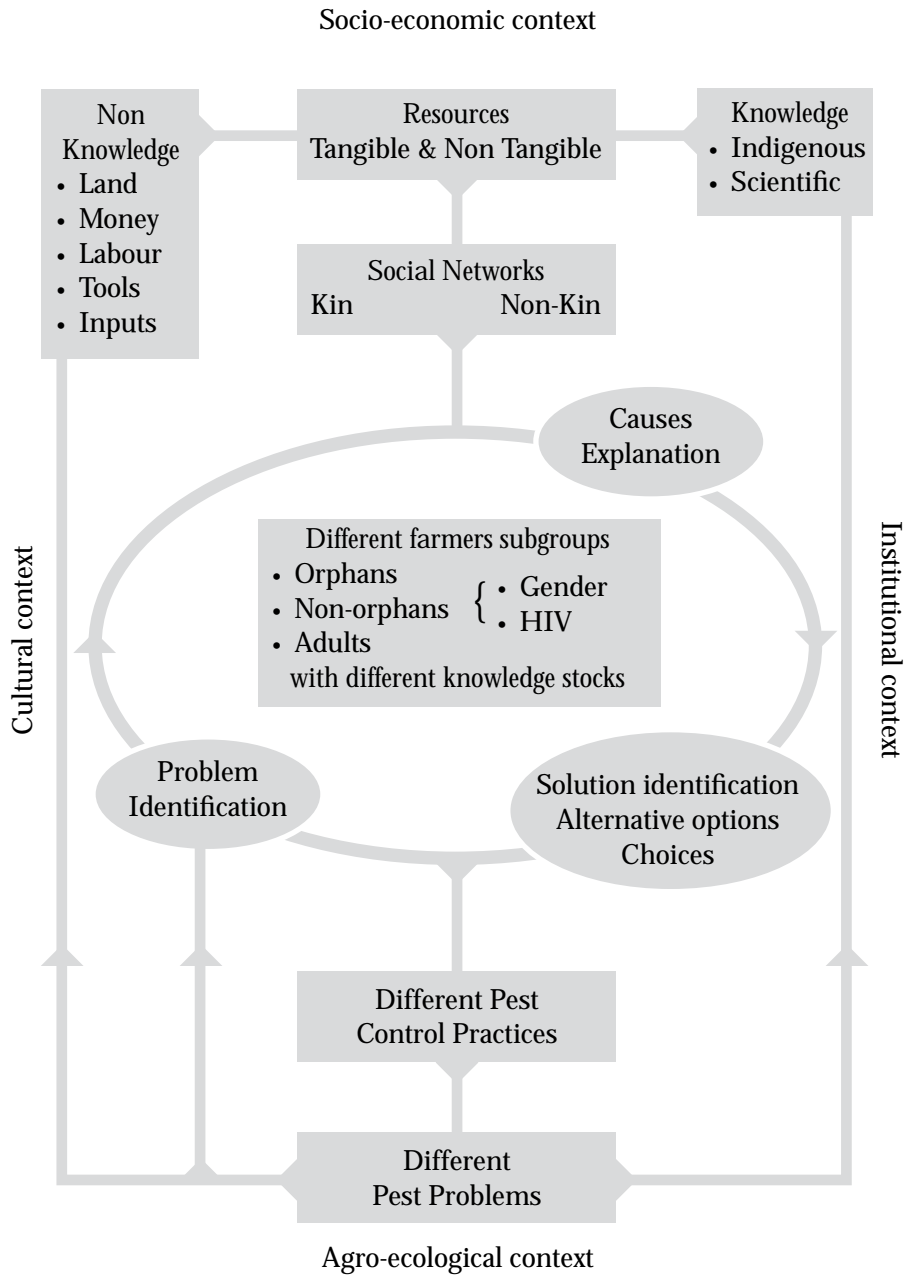 Socio-economic context
Non
Knowledge
• Land
• Money
• Labour
• Tools
• Inputs
Resources
Tangible & Non Tangible
Knowledge
• Indigenous
• Scientific
Social Networks
Kin Non-Kin
Causes
Explanation
Different farmers subgroups
• Orphans
• Non-orphans { • Gender
• HIV
• Adults
with different knowledge stocks
Cultural context
Institutional context
Problem
Identification
Solution identification
Alternative options
Choices
Different Pest
Control Practices
Different
Pest Problems
Agro-ecological context